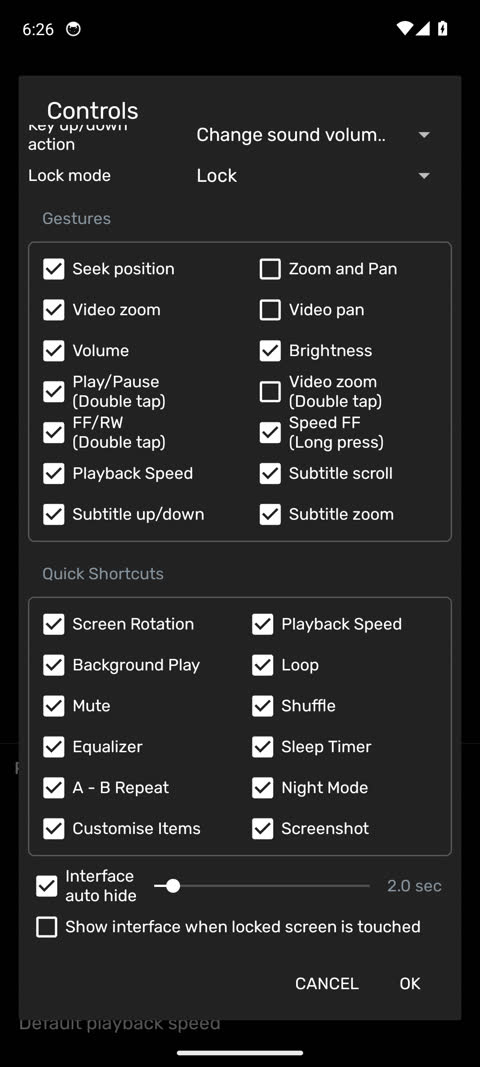 6:26
Controls
Key up/down
action
Change sound volum..
Lock mode
Lock
Gestures
Seek position
Zoom and Pan
Video zoom
Video pan
Volume
Brightness
Play/Pause
(Double tap)
Video zoom
(Double tap)
FF/RW
(Double tap)
Speed FF
(Long press)
Playback Speed
Subtitle scroll
Subtitle up/down
Subtitle zoom
Quick Shortcuts
Screen Rotation
Playback Speed
Background Play
Loop
Mute
Shuffle
Equalizer
Sleep Timer
A - B Repeat
Night Mode
Customise Items
Screenshot
Interface
auto hide
2.0 sec
Show interface when locked screen is touched
CANCEL
OK
Default playback speed